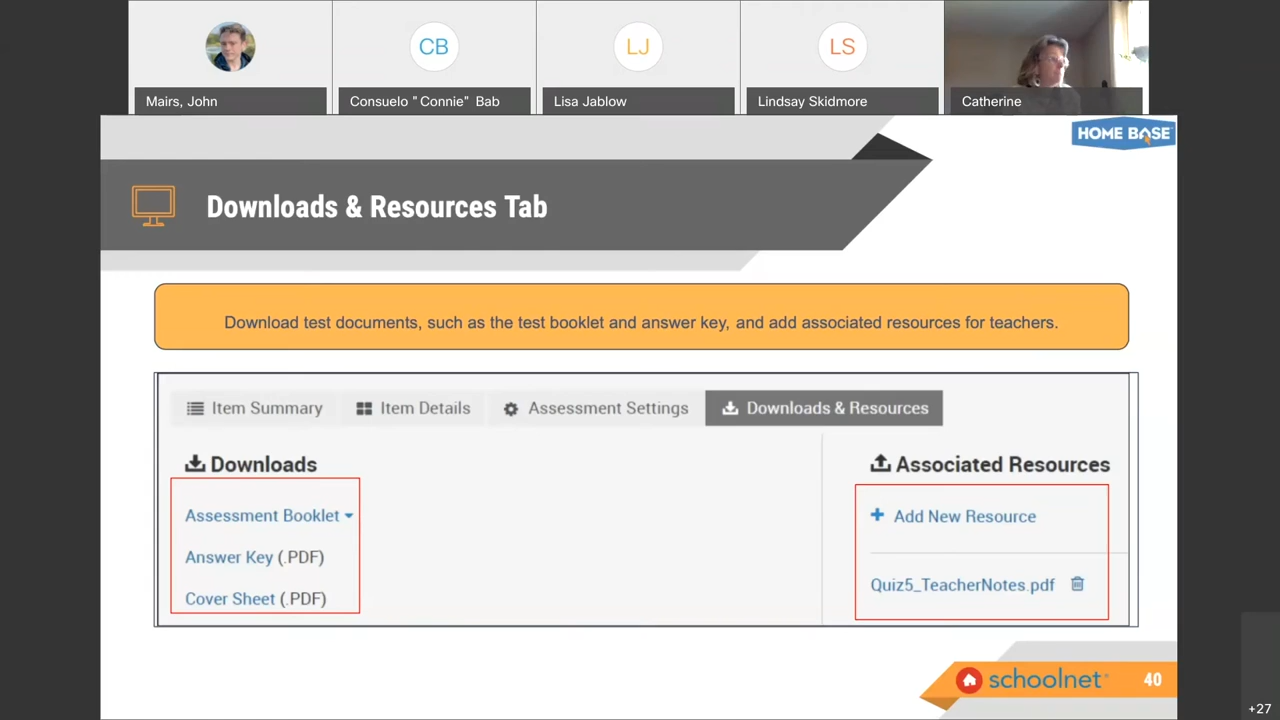 CB
LJ
LS
Mairs, John
Consuelo "Connie" Bab
Lisa Jablow
Lindsay Skidmore
Catherine
HOME BASE
Downloads & Resources Tab
Download test documents, such as the test booklet and answer key, and add associated resources for teachers.
Item Summary
Item Details
Assessment Settings
Downloads & Resources
Downloads
Associated Resources
Assessment Booklet
Add New Resource
Answer Key (.PDF)
Quiz5_TeacherNotes.pdf
Cover Sheet (.PDF)
schoolnet
40
+27